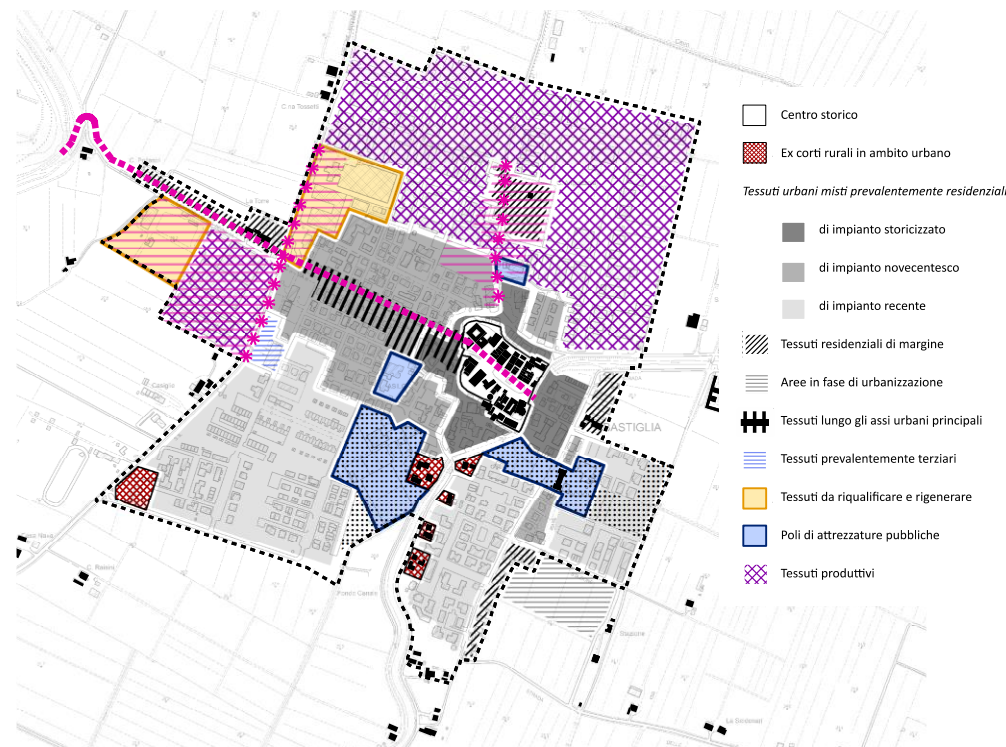 Centro storico
Ex corti rurali in ambito urbano
Tessuti urbani misti prevalentemente residenziali
di impianto storicizzato
di impianto novecentesco
di impianto recente
Tessuti residenziali di margine
Aree in fase di urbanizzazione
Tessuti lungo gli assi urbani principali
Tessuti prevalentemente terziari
Tessuti da riqualificare e rigenerare
Poli di attrezzature pubbliche
Tessuti produttivi
La Torre
ASTIGLIA